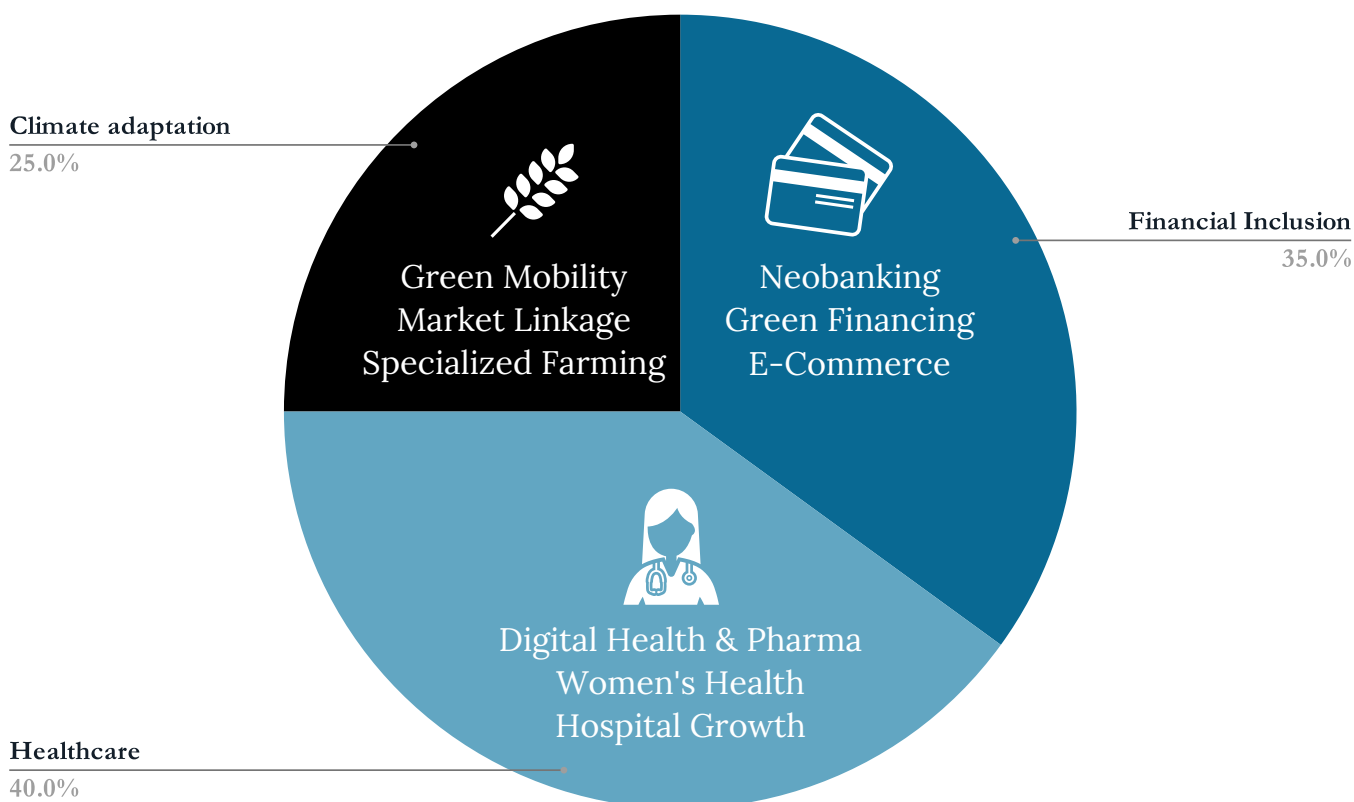 Climate adaptation
25.0%
Green Mobility
Market Linkage
Specialized Farming
Neobanking
Green Financing
E-Commerce
Financial Inclusion
35.0%
Digital Health & Pharma
Women's Health
Hospital Growth
Healthcare
40.0%